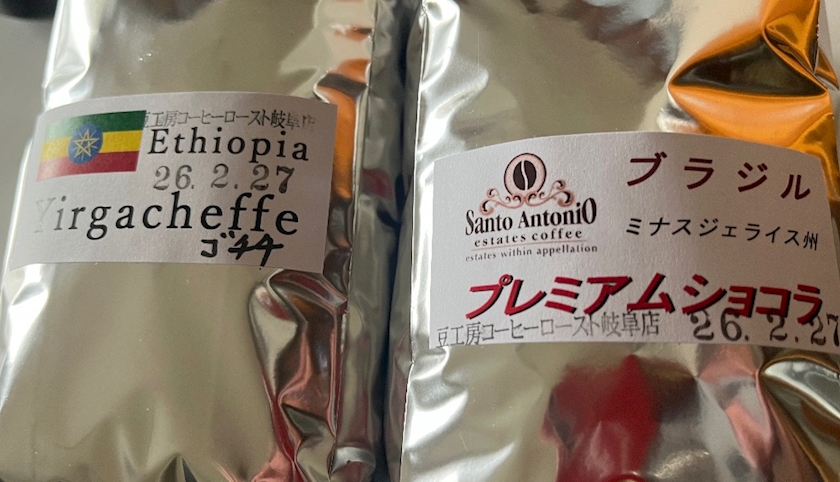 豆工房コーヒーロースト岐阜
Ethiopia
26.2.27
Yirgacheffe
ブラジル
Santo AntoniO
estates coffee
estates within appellation
ミナスジェライス州
プレミアムショコラ
豆工房コーヒーロースト岐阜店
26.2.27